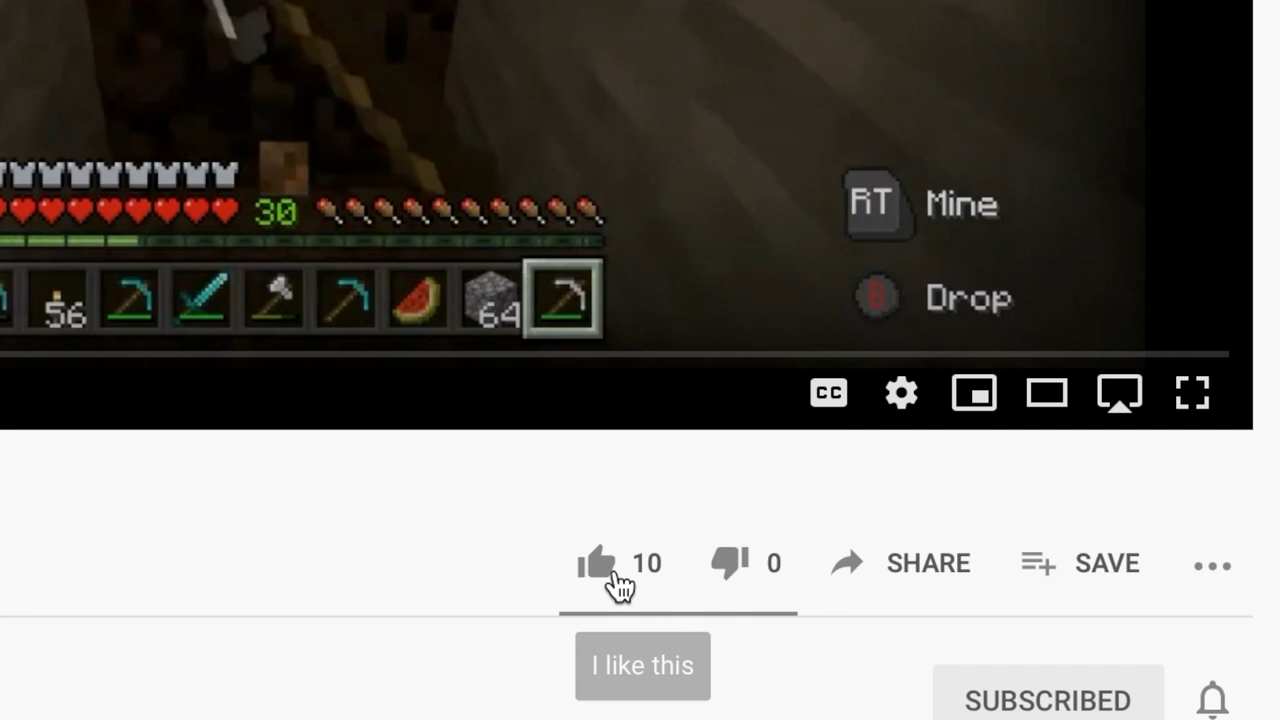 RT Mine
30
56
64
B Drop
CC
10 0 SHARE SAVE
I like this
SUBSCRIBED